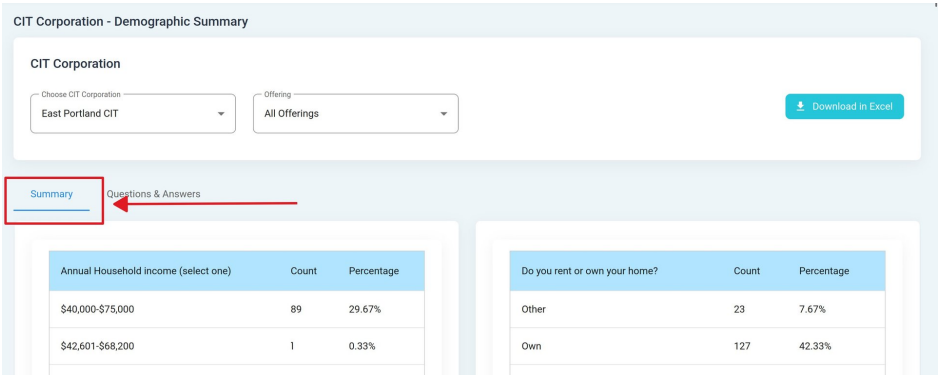 CIT Corporation - Demographic Summary
CIT Corporation
Choose CIT Corporation
East Portland CIT
Offering
All Offerings
Download in Excel
Summary
Questions & Answers
Annual Household income (select one) Count Percentage
$40,000-$75,000 89 29.67%
$42,601-$68,200 1 0.33%
Do you rent or own your home? Count Percentage
Other 23 7.67%
Own 127 42.33%